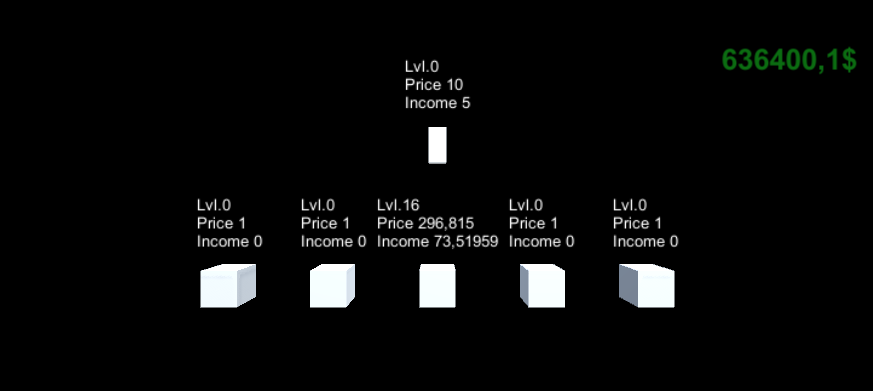 636400,1$
Lvl.0
Price 10
Income 5
Lvl.0
Price 1
Income 0
Lvl.0
Price 1
Income 0
Lvl.16
Price 296,815
Income 73,51959
Lvl.0
Price 1
Income 0
Lvl.0
Price 1
Income 0